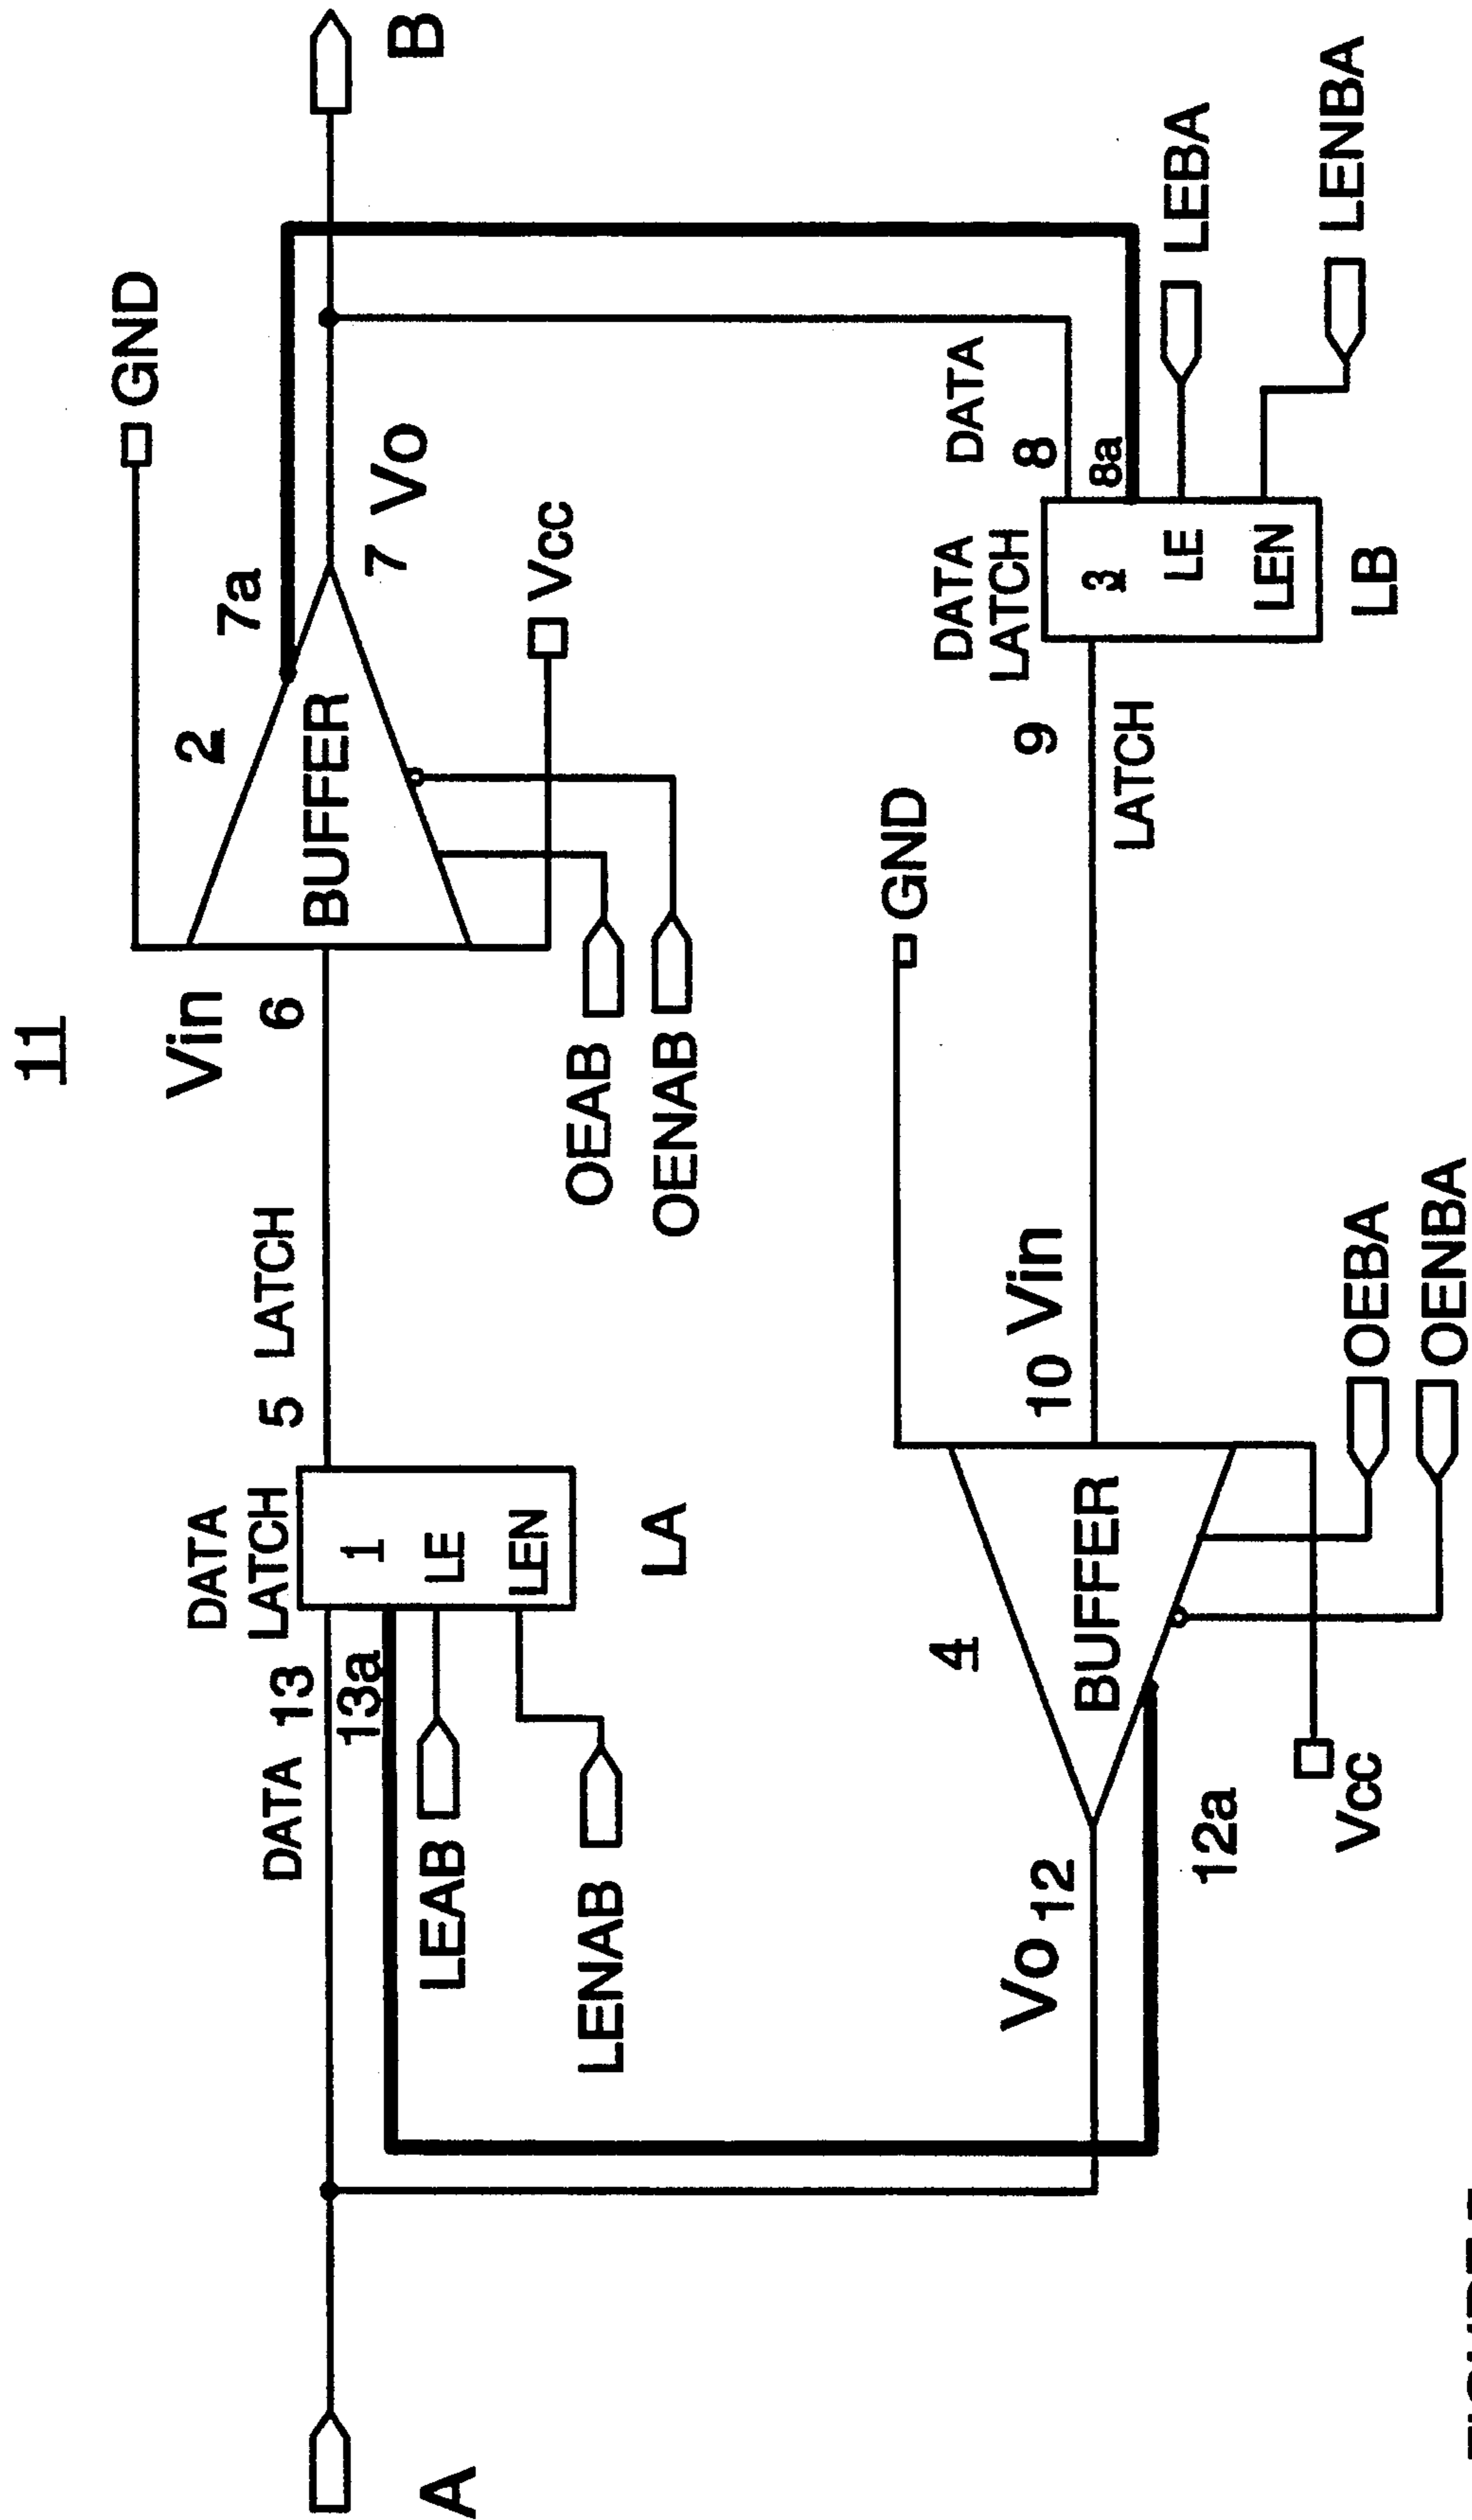 11
GND
B
Vin
6
2
7a
BUFFER
7 Vo
Vcc
OEAB
OENAB
5 LATCH
DATA
LATCH
1
LE
LEN
LA
DATA 13
13a
LEAB
LENAB
A
GND
DATA
8
8a
DATA
LATCH
3
LE
LEN
LB
LEBA
LENBA
9
LATCH
10 Vin
4
BUFFER
OEBA
OENBA
Vo 12
12a
Vcc